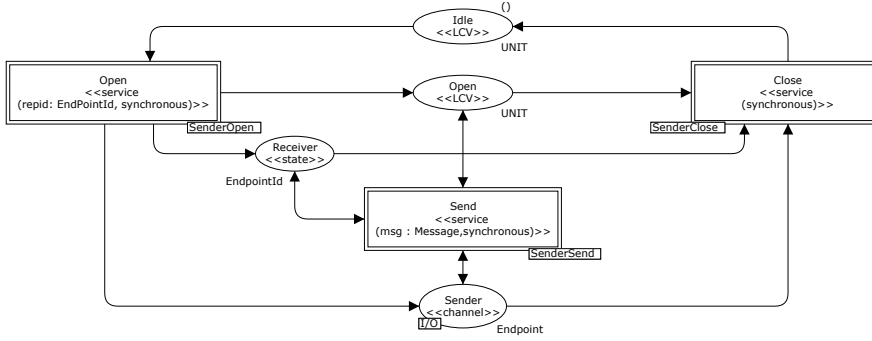 ()
Idle
<<LCV>>
UNIT
Open
<<service
(repid: EndPointId, synchronous)>>
SenderOpen
Open
<<LCV>>
UNIT
Close
<<service
(synchronous)>>
SenderClose
Receiver
<<state>>
EndpointId
Send
<<service
(msg : Message,synchronous)>>
SenderSend
Sender
<<channel>>
I/O
Endpoint